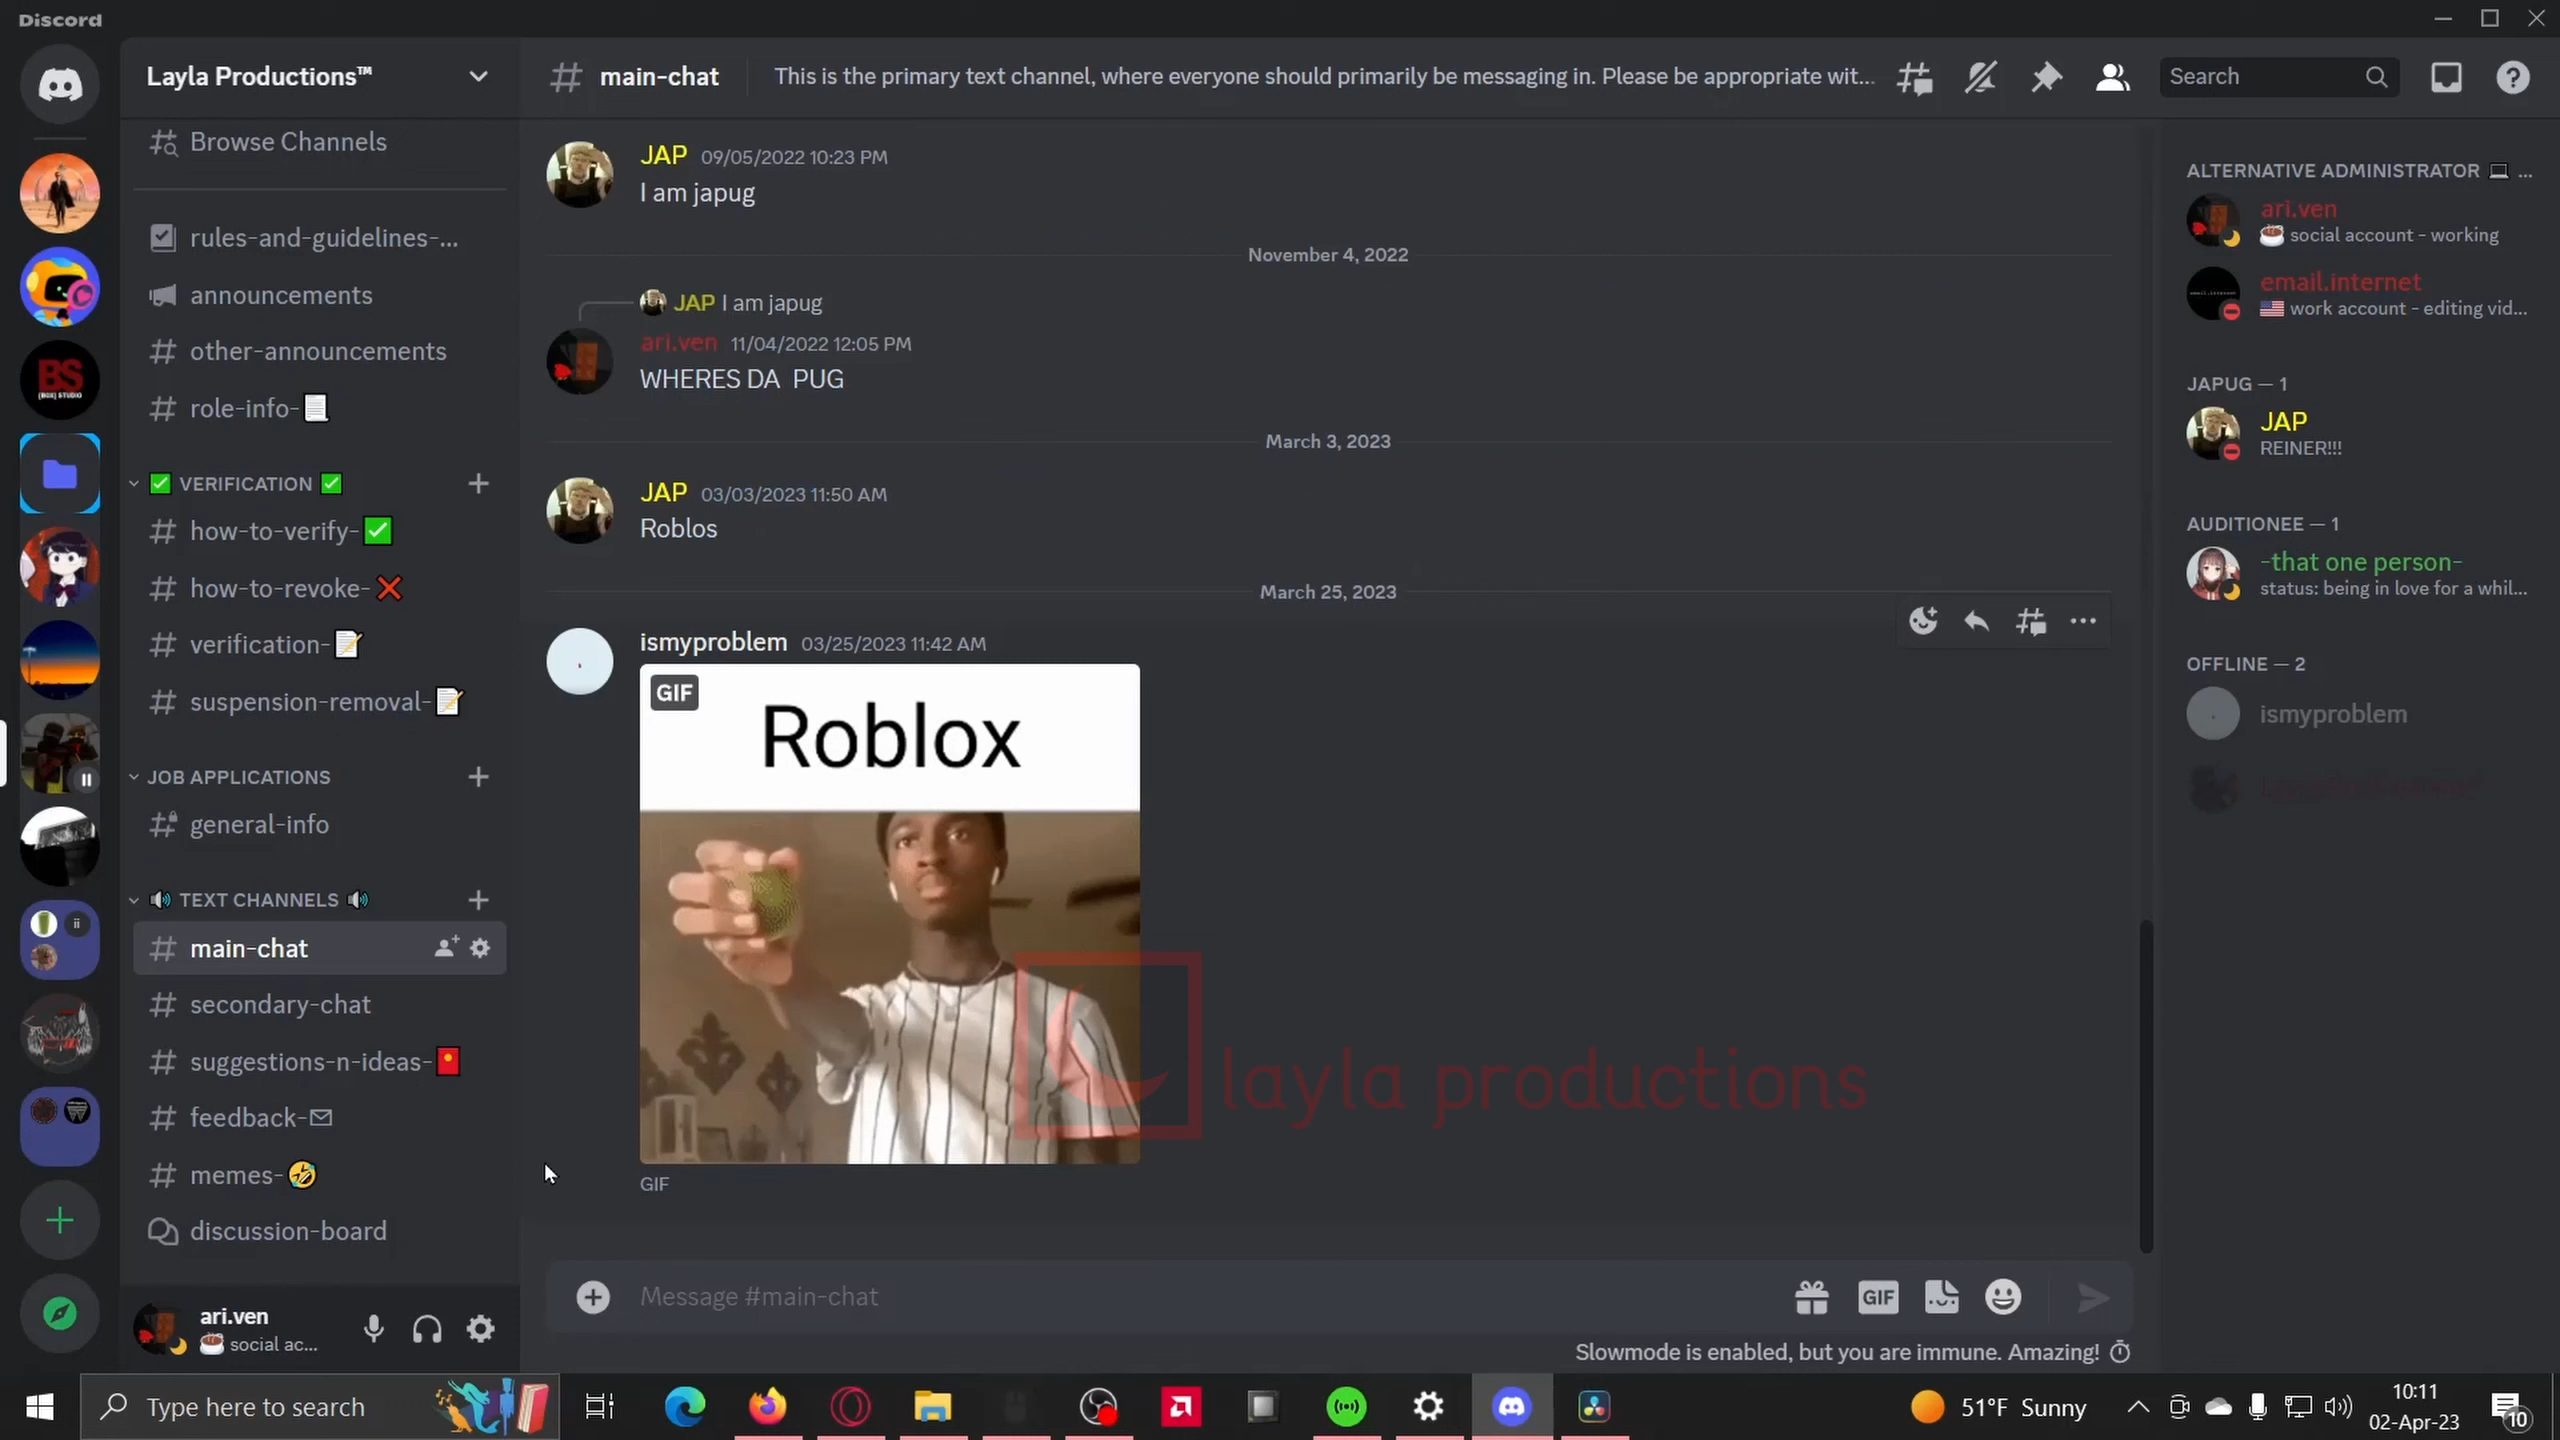 Discord
Layla Productions™
Browse Channels
rules-and-guidelines-...
announcements
other-announcements
role-info-
VERIFICATION
how-to-verify-
how-to-revoke-
verification-
suspension-removal-
JOB APPLICATIONS
general-info
TEXT CHANNELS
main-chat
secondary-chat
suggestions-n-ideas-
feedback-
memes-
discussion-board
ari.ven
social ac...
BS
main-chat
This is the primary text channel, where everyone should primarily be messaging in. Please be appropriate wit...
Search
JAP 09/05/2022 10:23 PM
I am japug
November 4, 2022
JAP I am japug
ari.ven 11/04/2022 12:05 PM
WHERES DA PUG
March 3, 2023
JAP 03/03/2023 11:50 AM
Roblos
March 25, 2023
ismyproblem 03/25/2023 11:42 AM
GIF
Roblox
layla productions
GIF
Message #main-chat
GIF
Slowmode is enabled, but you are immune. Amazing!
ALTERNATIVE ADMINISTRATOR ...
ari.ven
social account - working
email.internet
work account - editing vid...
JAPUG — 1
JAP
REINER!!!
AUDITIONEE — 1
-that one person-
status: being in love for a whil...
OFFLINE — 2
ismyproblem
Type here to search
51°F Sunny
10:11
02-Apr-23
10